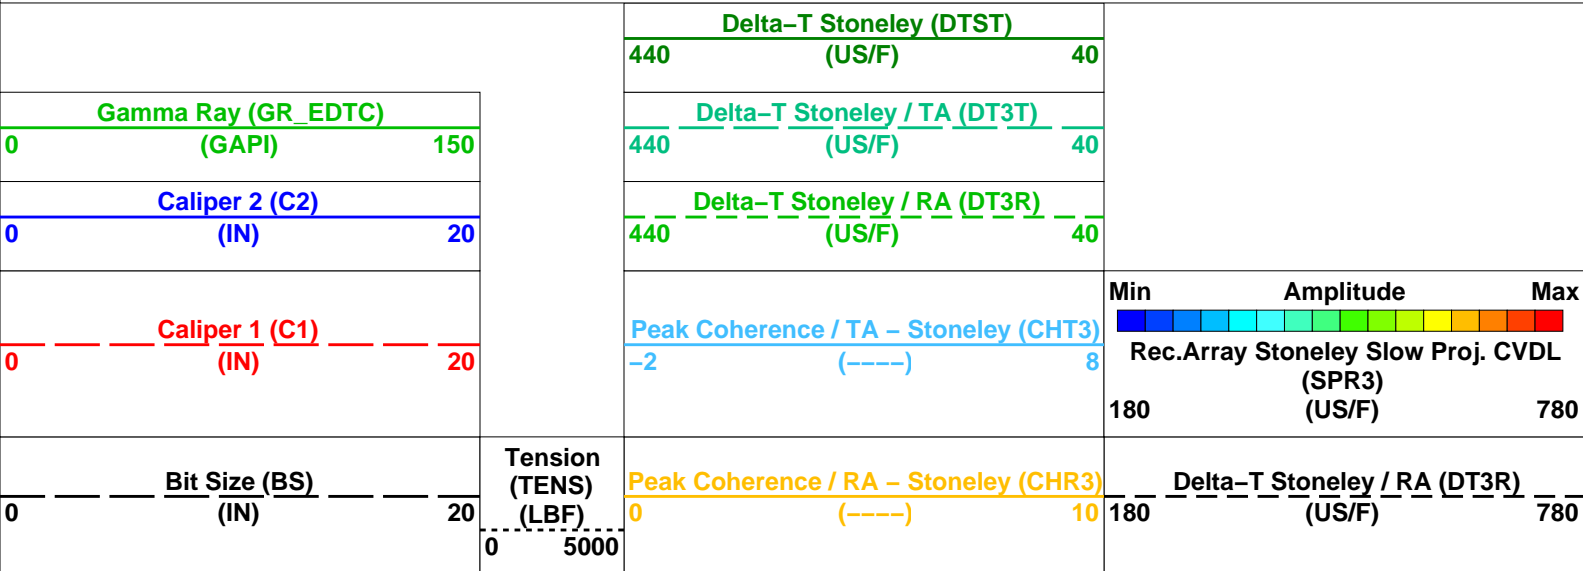 Delta–T Stoneley (DTST)
440 (US/F) 40
Gamma Ray (GR_EDTC)
0 (GAPI) 150
Delta–T Stoneley / TA (DT3T)
440 (US/F) 40
Caliper 2 (C2)
0 (IN) 20
Delta–T Stoneley / RA (DT3R)
440 (US/F) 40
Caliper 1 (C1)
0 (IN) 20
Peak Coherence / TA – Stoneley (CHT3)
–2 (––––) 8
Min Amplitude Max
Rec.Array Stoneley Slow Proj. CVDL
(SPR3)
180 (US/F) 780
Bit Size (BS)
0 (IN) 20
Tension
(TENS)
(LBF)
0 5000
Peak Coherence / RA – Stoneley (CHR3)
0 (––––) 10
Delta–T Stoneley / RA (DT3R)
180 (US/F) 780